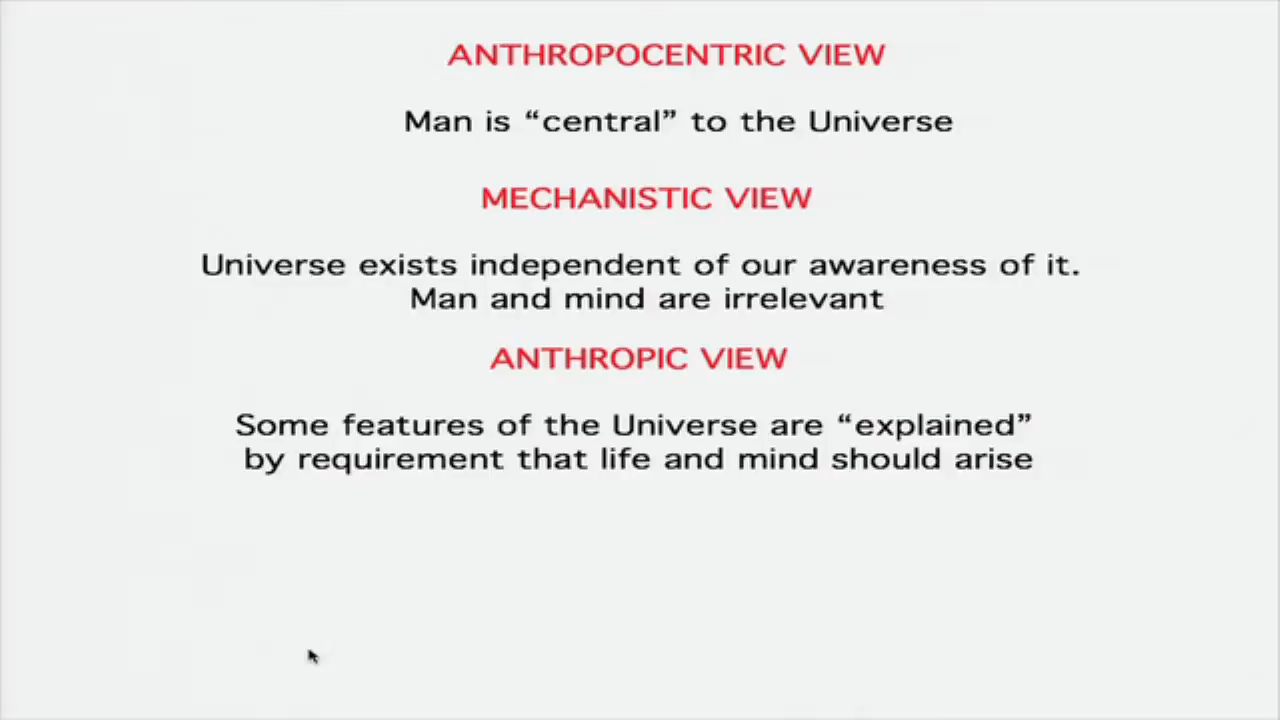 ANTHROPOCENTRIC VIEW
Man is “central” to the Universe
MECHANISTIC VIEW
Universe exists independent of our awareness of it.
Man and mind are irrelevant
ANTHROPIC VIEW
Some features of the Universe are “explained”
by requirement that life and mind should arise